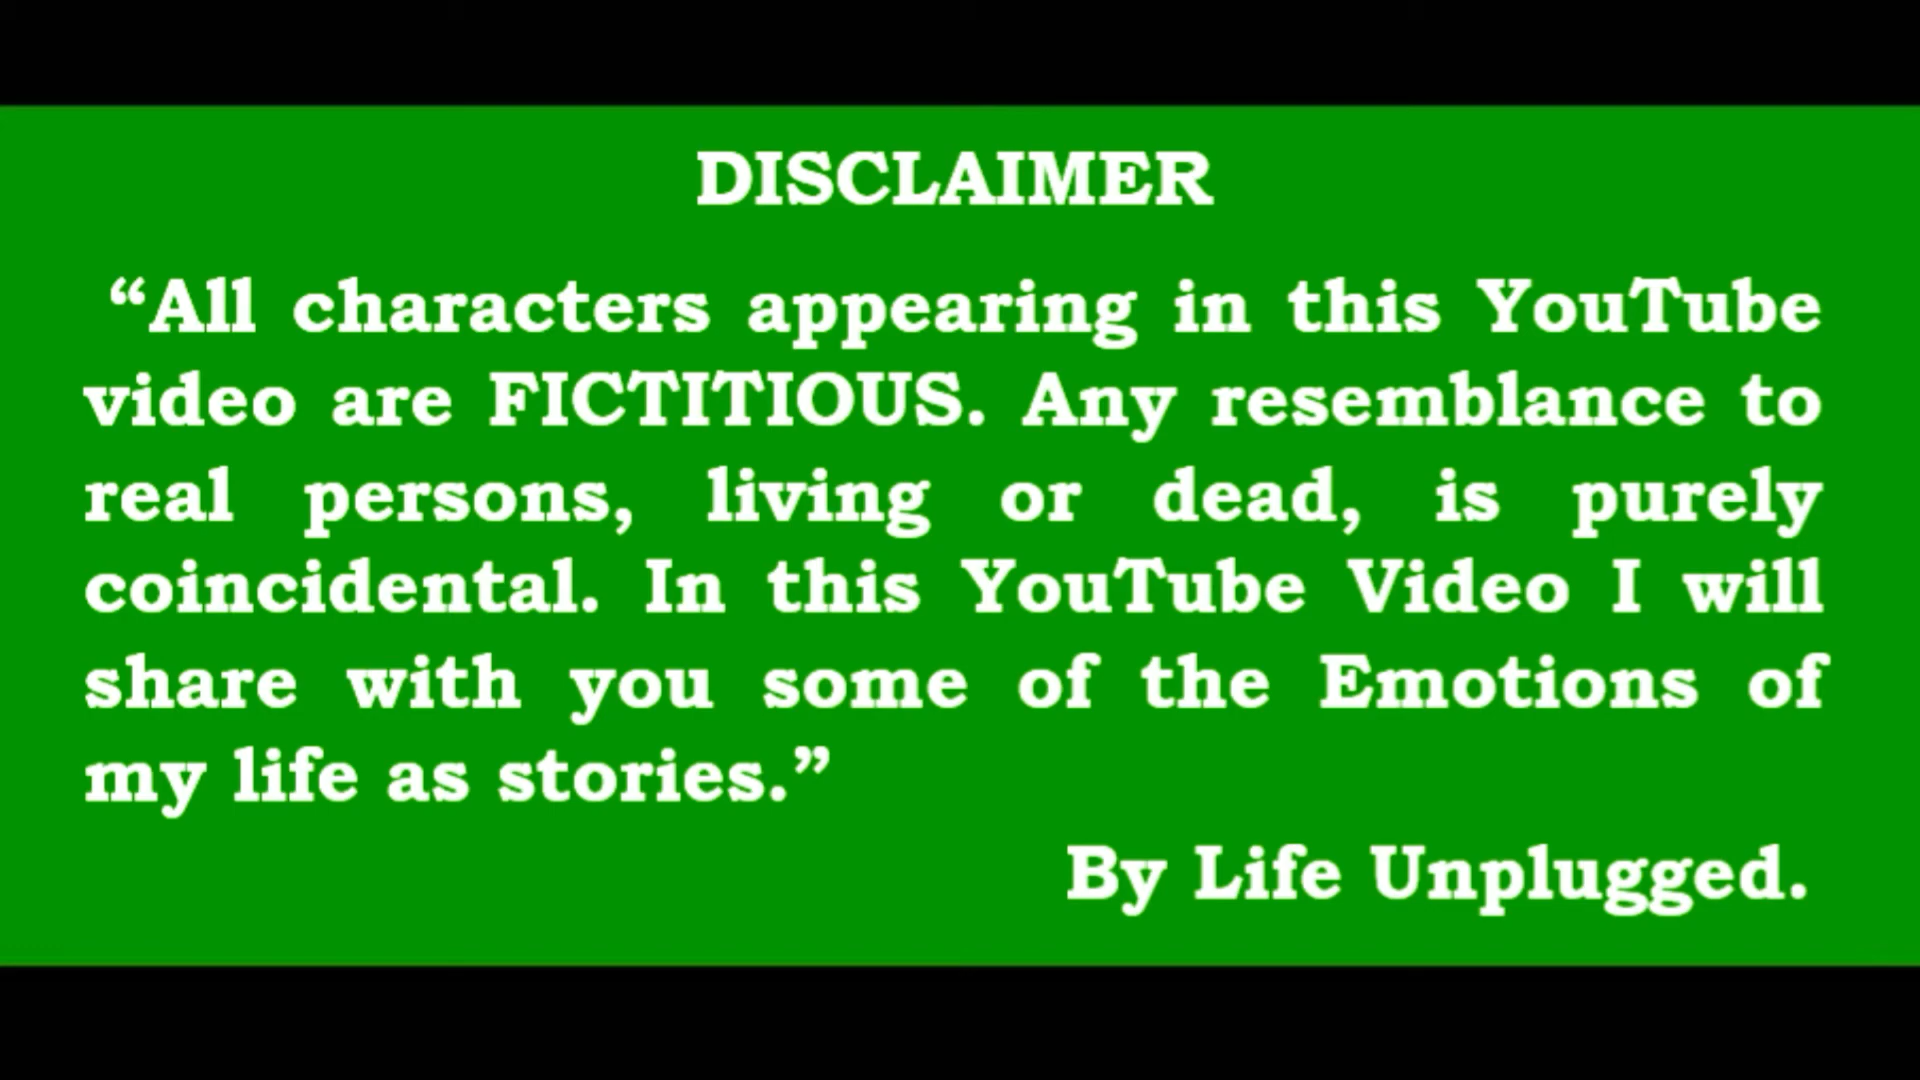 DISCLAIMER
“All characters appearing in this YouTube
video are FICTITIOUS. Any resemblance to
real persons, living or dead, is purely
coincidental. In this YouTube Video I will
share with you some of the Emotions of
my life as stories.”
By Life Unplugged.